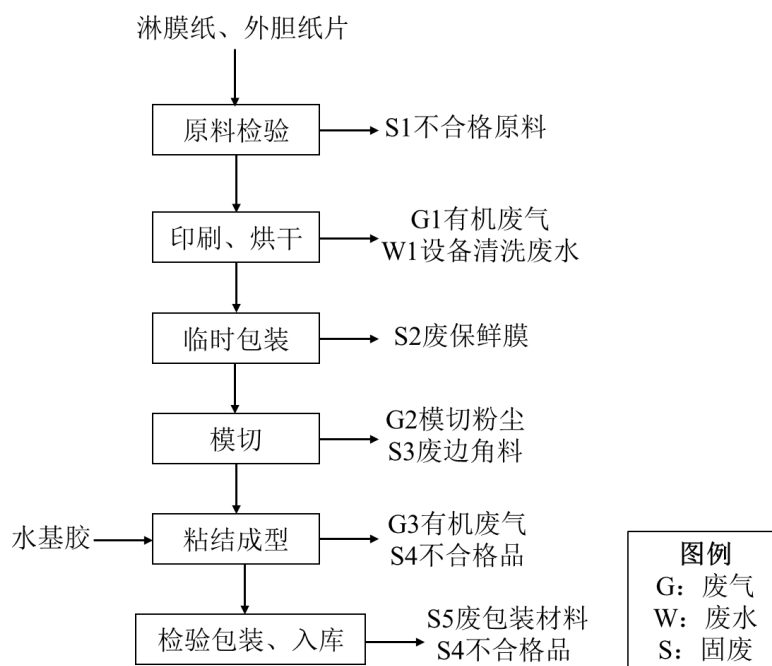 淋膜纸、外胆纸片
原料检验
S1不合格原料
印刷、烘干
G1有机废气
W1设备清洗废水
临时包装
S2废保鲜膜
模切
G2模切粉尘
S3废边角料
水基胶
粘结成型
G3有机废气
S4不合格品
检验包装、入库
S5废包装材料
S4不合格品
图例
G：废气
W：废水
S：固废